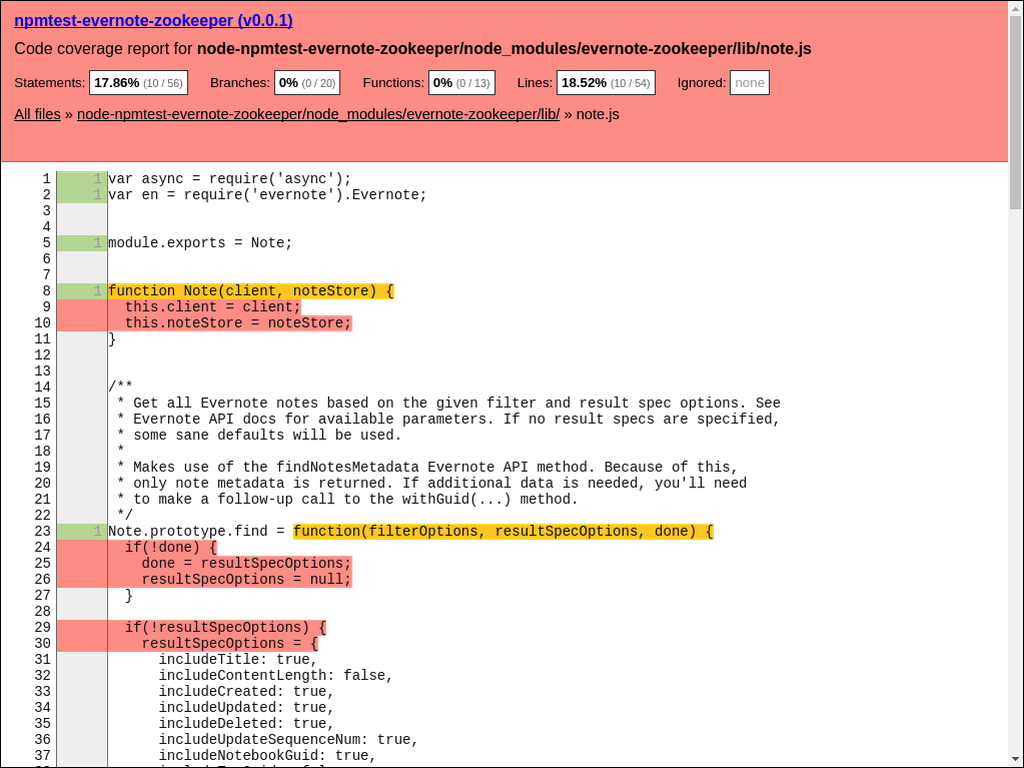 npmtest-evernote-zookeeper (v0.0.1)
Code coverage report for node-npmtest-evernote-zookeeper/node_modules/evernote-zookeeper/lib/note.js
Statements: 17.86% (10 / 56) Branches: 0% (0 / 20) Functions: 0% (0 / 13) Lines: 18.52% (10 / 54) Ignored: none
All files » node-npmtest-evernote-zookeeper/node_modules/evernote-zookeeper/lib/ » note.js
1 1 var async = require('async');
2 1 var en = require('evernote').Evernote;
3
4
5 1 module.exports = Note;
6
7
8 1 function Note(client, noteStore) {
9 this.client = client;
10 this.noteStore = noteStore;
11 }
12
13
14 /**
15 * Get all Evernote notes based on the given filter and result spec options. See
16 * Evernote API docs for available parameters. If no result specs are specified,
17 * some sane defaults will be used.
18 *
19 * Makes use of the findNotesMetadata Evernote API method. Because of this,
20 * only note metadata is returned. If additional data is needed, you'll need
21 * to make a follow-up call to the withGuid(...) method.
22 */
23 1 Note.prototype.find = function(filterOptions, resultSpecOptions, done) {
24 if(!done) {
25 done = resultSpecOptions;
26 resultSpecOptions = null;
27 }
28
29 if(!resultSpecOptions) {
30 resultSpecOptions = {
31 includeTitle: true,
32 includeContentLength: false,
33 includeCreated: true,
34 includeUpdated: true,
35 includeDeleted: true,
36 includeUpdateSequenceNum: true,
37 includeNotebookGuid: true,